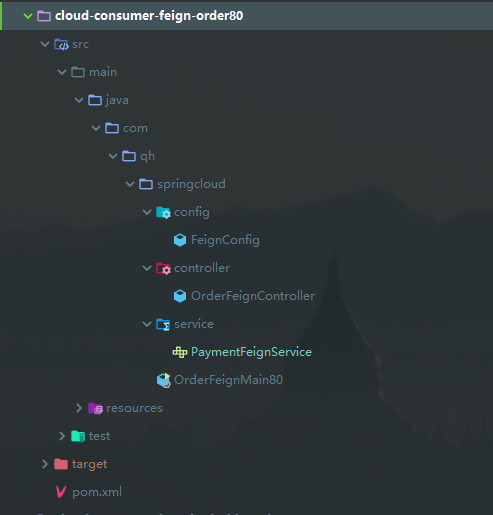 cloud-consumer-feign-order80
src
main
java
com
qh
springcloud
config
FeignConfig
controller
OrderFeignController
service
PaymentFeignService
OrderFeignMain80
resources
test
target
pom.xml